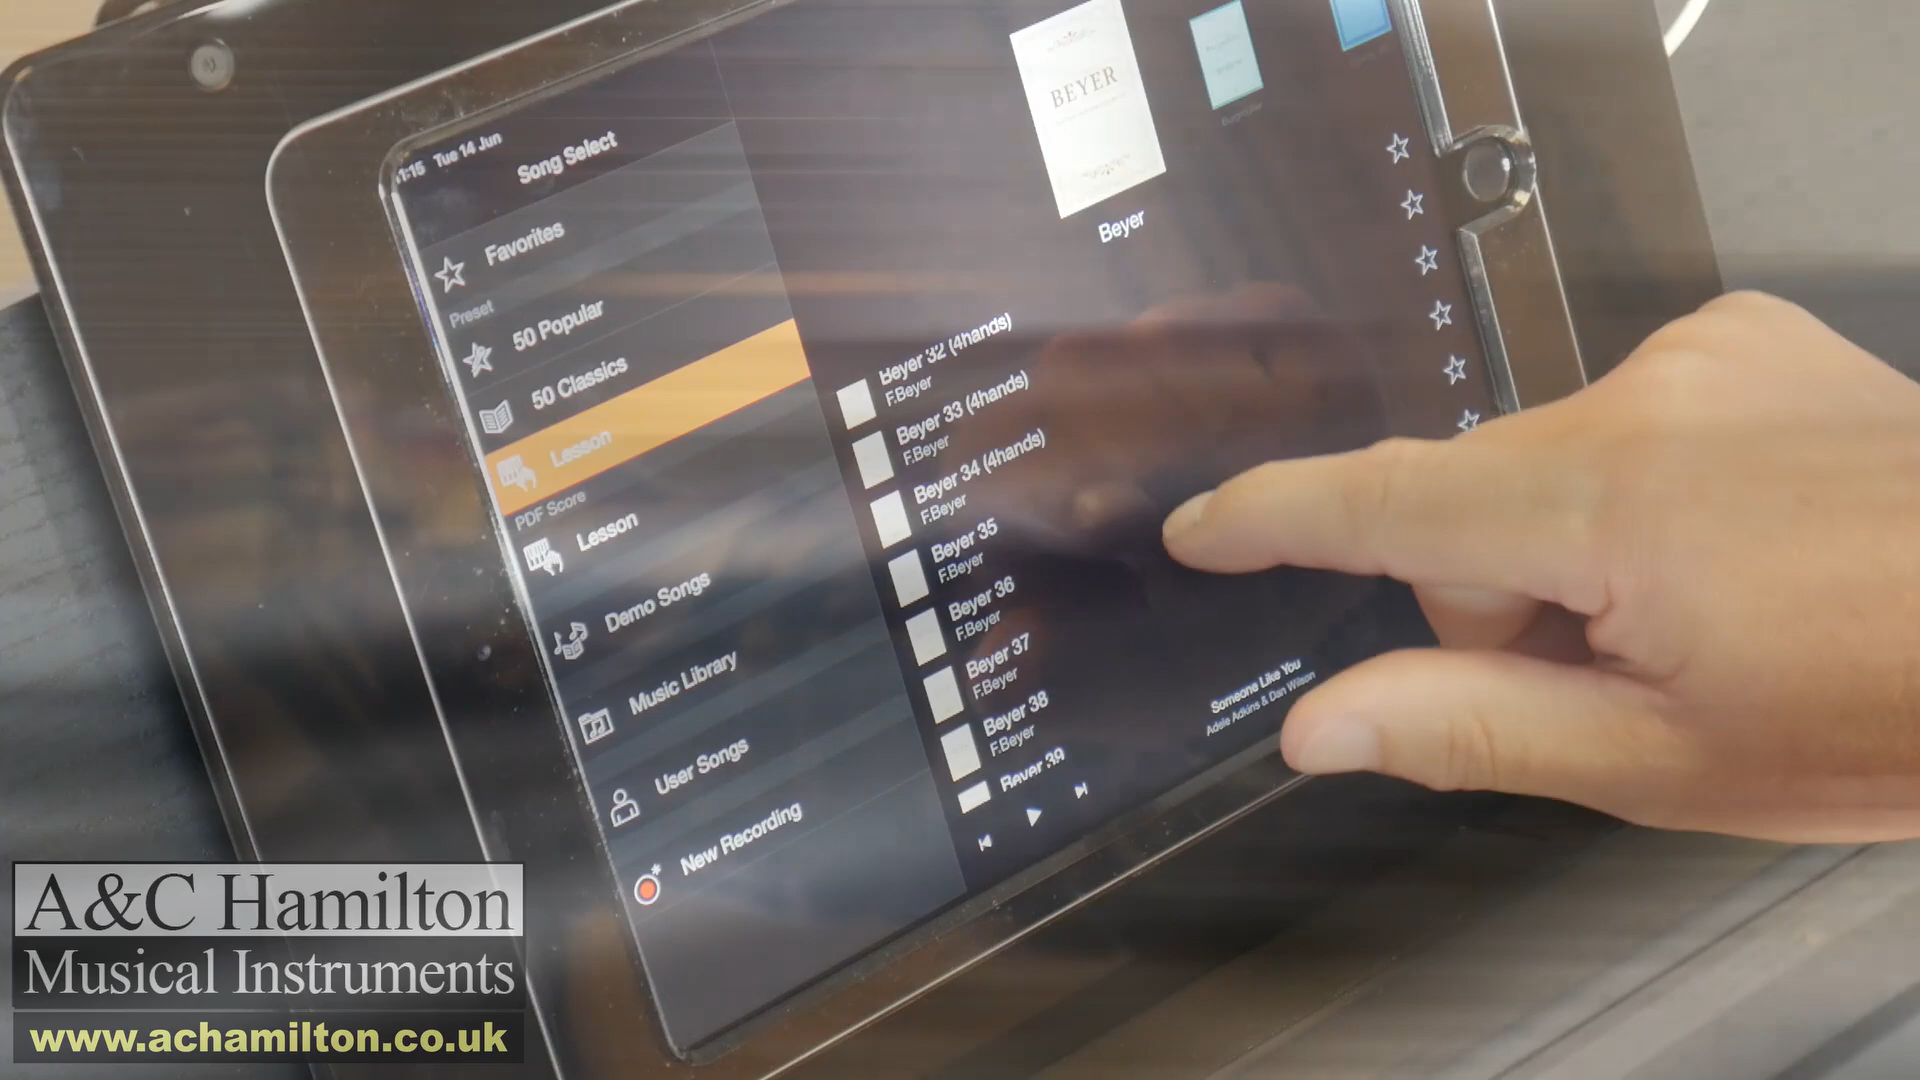 1:15 Tue 14 Jun
Song Select
Favorites
Preset
50 Popular
50 Classics
Lesson
PDF Score
Lesson
Demo Songs
Music Library
User Songs
New Recording
BEYER
Beyer
Beyer 32 (4hands)
F.Beyer
Beyer 33 (4hands)
F.Beyer
Beyer 34 (4hands)
F.Beyer
Beyer 35
F.Beyer
Beyer 36
F.Beyer
Beyer 37
F.Beyer
Beyer 38
F.Beyer
Beyer 39
Someone Like You
Adele Adkins & Dan Wilson
A&C Hamilton
Musical Instruments
www.achamilton.co.uk